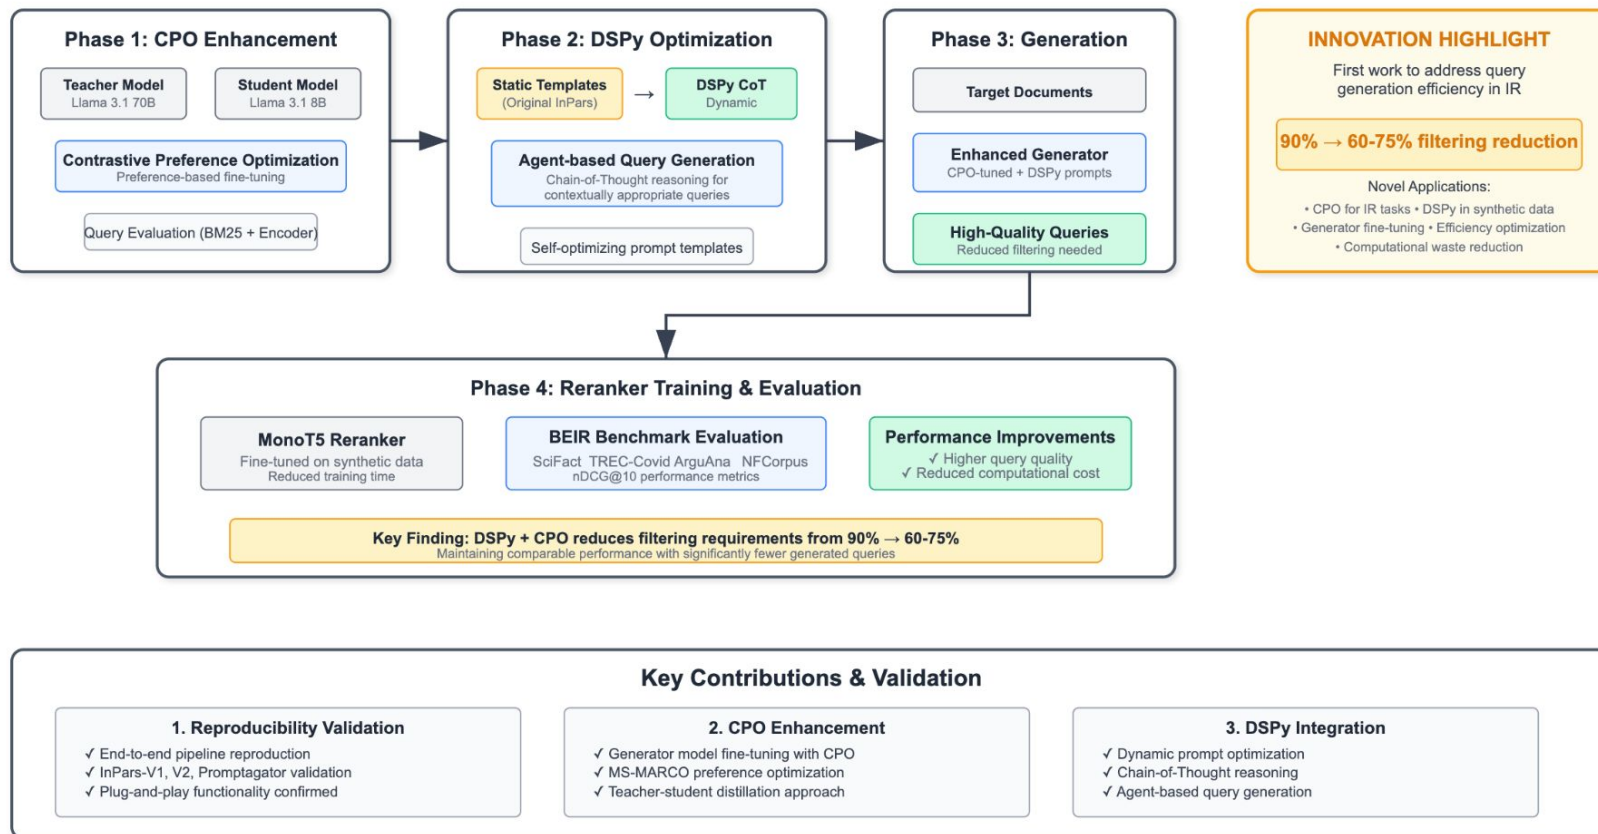 Phase 1: CPO Enhancement
Teacher Model
Llama 3.1 70B
Student Model
Llama 3.1 8B
Contrastive Preference Optimization
Preference-based fine-tuning
Query Evaluation (BM25 + Encoder)
Phase 2: DSPy Optimization
Static Templates
(Original InPars)
→
DSPy CoT
Dynamic
Agent-based Query Generation
Chain-of-Thought reasoning for
contextually appropriate queries
Self-optimizing prompt templates
Phase 3: Generation
Target Documents
Enhanced Generator
CPO-tuned + DSPy prompts
High-Quality Queries
Reduced filtering needed
INNOVATION HIGHLIGHT
First work to address query
generation efficiency in IR
90% → 60-75% filtering reduction
Novel Applications:
• CPO for IR tasks • DSPy in synthetic data
• Generator fine-tuning • Efficiency optimization
• Computational waste reduction
Phase 4: Reranker Training & Evaluation
MonoT5 Reranker
Fine-tuned on synthetic data
Reduced training time
BEIR Benchmark Evaluation
SciFact TREC-Covid ArguAna NFCorpus
nDCG@10 performance metrics
Performance Improvements
✓ Higher query quality
✓ Reduced computational cost
Key Finding: DSPy + CPO reduces filtering requirements from 90% → 60-75%
Maintaining comparable performance with significantly fewer generated queries
Key Contributions & Validation
1. Reproducibility Validation
✓ End-to-end pipeline reproduction
✓ InPars-V1, V2, Promptagator validation
✓ Plug-and-play functionality confirmed
2. CPO Enhancement
✓ Generator model fine-tuning with CPO
✓ MS-MARCO preference optimization
✓ Teacher-student distillation approach
3. DSPy Integration
✓ Dynamic prompt optimization
✓ Chain-of-Thought reasoning
✓ Agent-based query generation